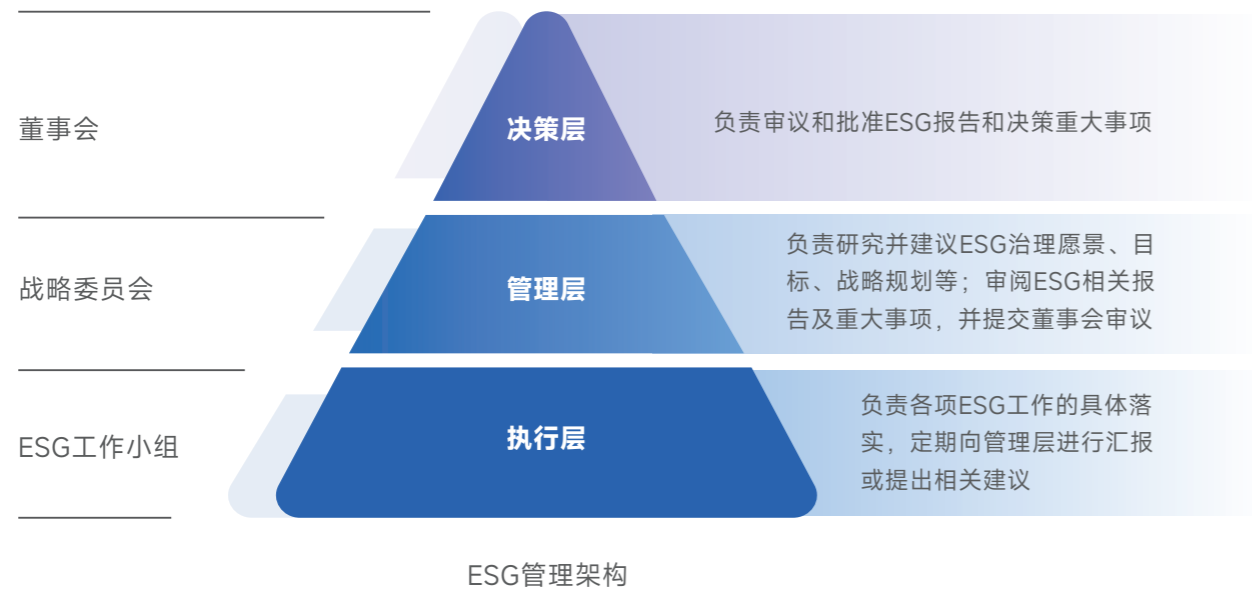 董事会
决策层
负责审议和批准ESG报告和决策重大事项
战略委员会
管理层
负责研究并建议ESG治理愿景、目
标、战略规划等；审阅ESG相关报
告及重大事项，并提交董事会审议
ESG工作小组
执行层
负责各项ESG工作的具体落
实，定期向管理层进行汇报
或提出相关建议
ESG管理架构